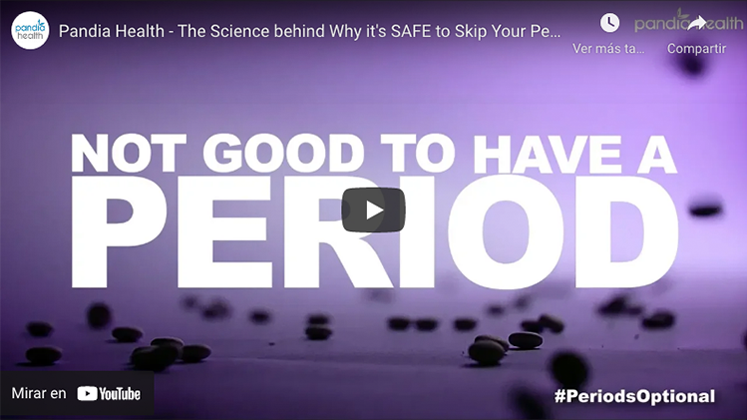 pandia
health
Pandia Health - The Science behind Why it's SAFE to Skip Your Pe...
pandia health
Ver más ta...
Compartir
NOT GOOD TO HAVE A
PERIOD
Mirar en YouTube
#PeriodsOptional